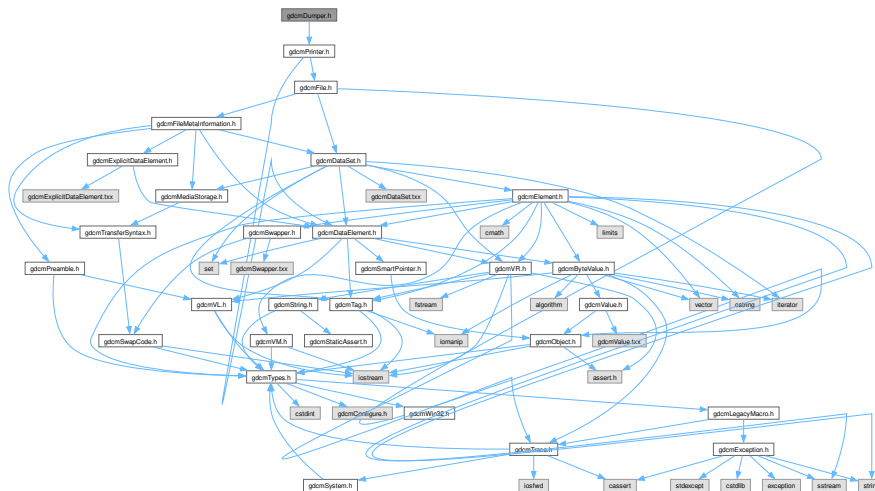 gdcmDumper.h
gdcmPrinter.h
gdcmFile.h
gdcmFileMetaInformation.h
gdcmExplicitDataElement.h
gdcmDataSet.h
gdcmExplicitDataElement.txx
gdcmMediaStorage.h
gdcmDataSet.txx
gdcmElement.h
gdcmTransferSyntax.h
gdcmSwapper.h
gdcmDataElement.h
cmath
limits
gdcmPreamble.h
set
gdcmSwapper.txx
gdcmSmartPointer.h
gdcmVR.h
gdcmByteValue.h
gdcmVL.h
gdcmString.h
gdcmTag.h
fstream
algorithm
gdcmValue.h
vector
cstring
iterator
gdcmSwapCode.h
gdcmVM.h
gdcmStaticAssert.h
iomanip
gdcmObject.h
gdcmValue.txx
gdcmTypes.h
iostream
assert.h
cstdint
gdcmConfigure.h
gdcmWin32.h
gdcmLegacyMacro.h
gdcmTrace.h
gdcmException.h
gdcmSystem.h
iosfwd
cassert
stdexcept
cstdlib
exception
sstream